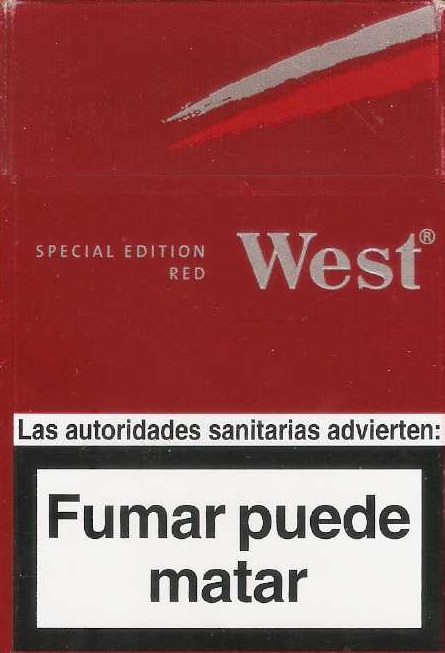 SPECIAL EDITION
RED
West®
Las autoridades sanitarias advierten:
Fumar puede
matar